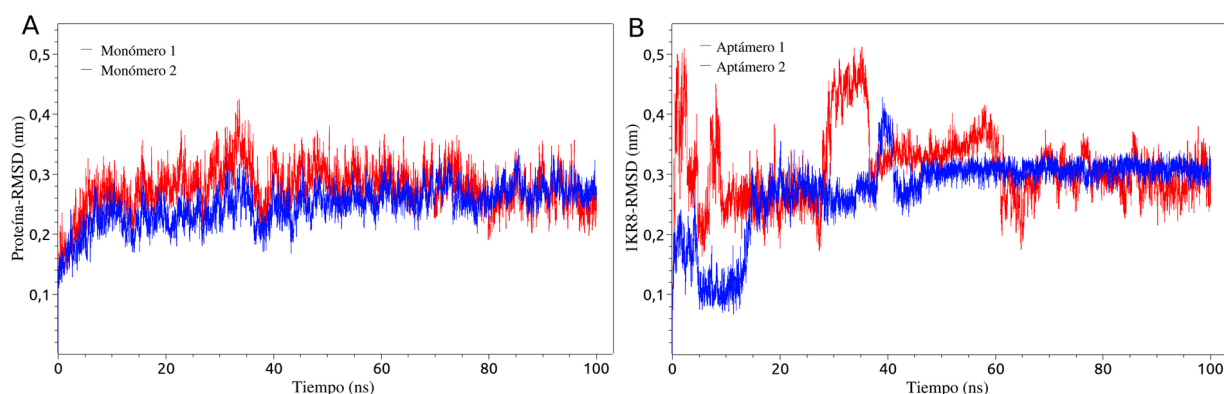 A
Monómero 1
Monómero 2
Proteína-RMSD (nm)
0,5
0,4
0,3
0,2
0,1
0 20 40 60 80 100
Tiempo (ns)
B
Aptámero 1
Aptámero 2
1KR8-RMSD (nm)
0,5
0,4
0,3
0,2
0,1
0 20 40 60 80 100
Tiempo (ns)